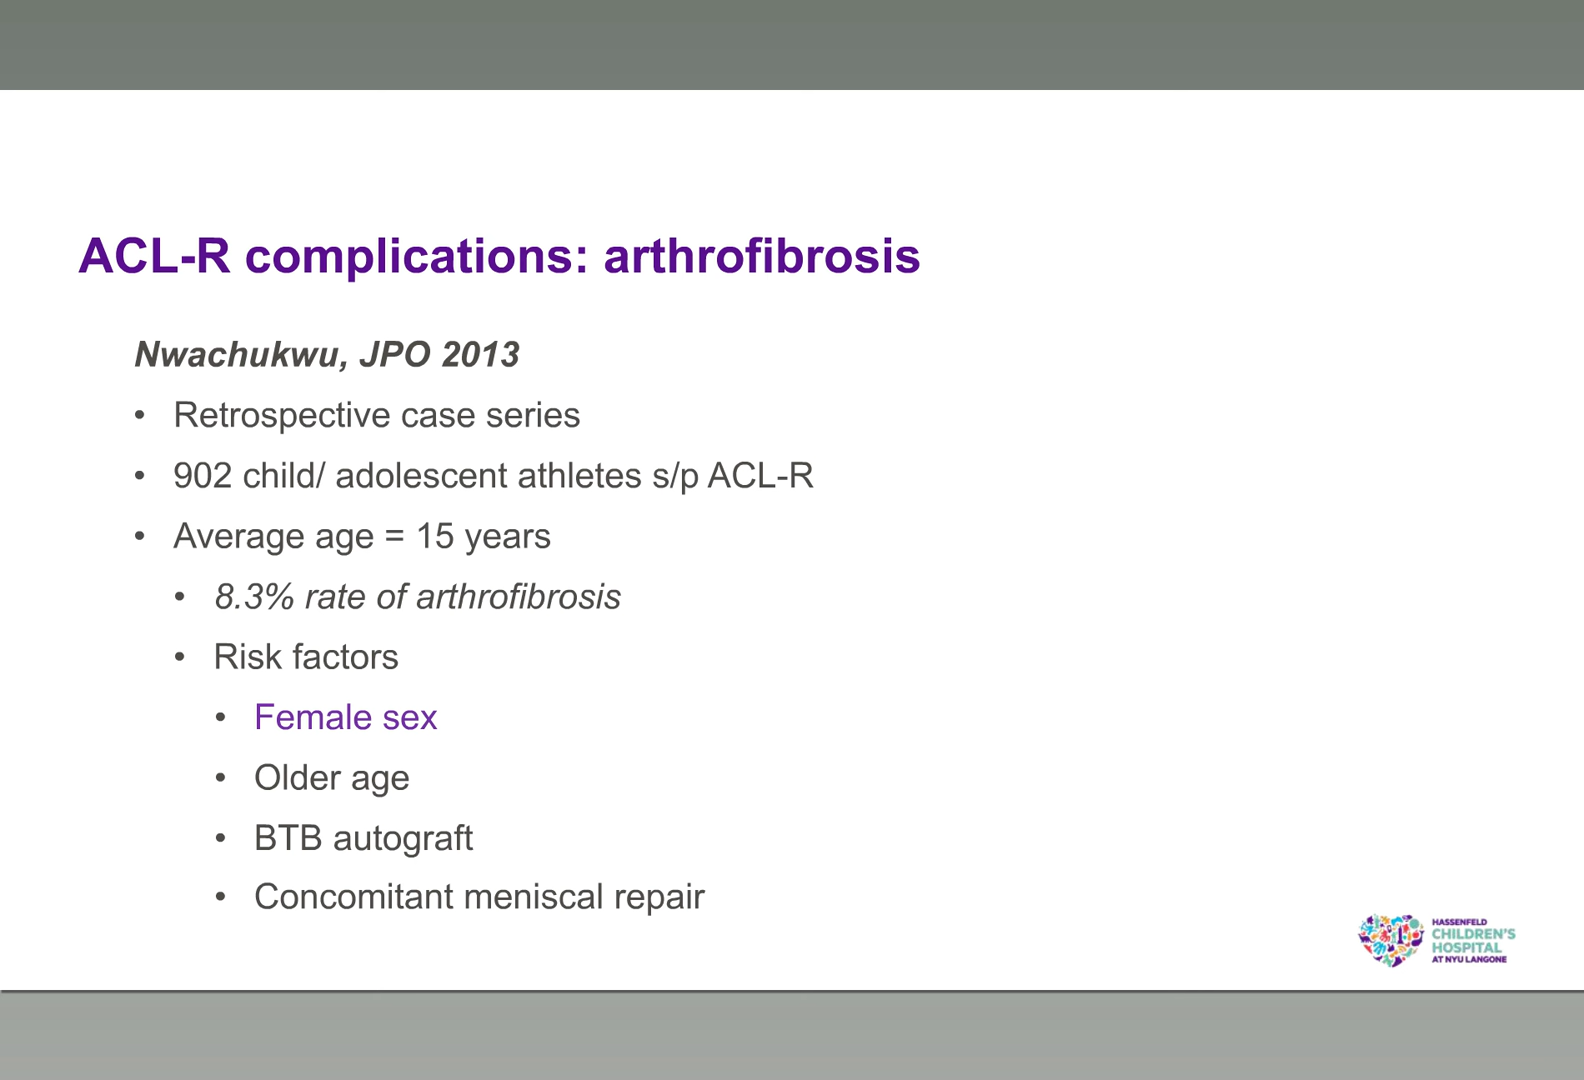 ACL-R complications: arthrofibrosis
Nwachukwu, JPO 2013
• Retrospective case series
• 902 child/ adolescent athletes s/p ACL-R
• Average age = 15 years
• 8.3% rate of arthrofibrosis
• Risk factors
• Female sex
• Older age
• BTB autograft
• Concomitant meniscal repair
HASSENFELD
CHILDREN'S
HOSPITAL
AT NYU LANGONE